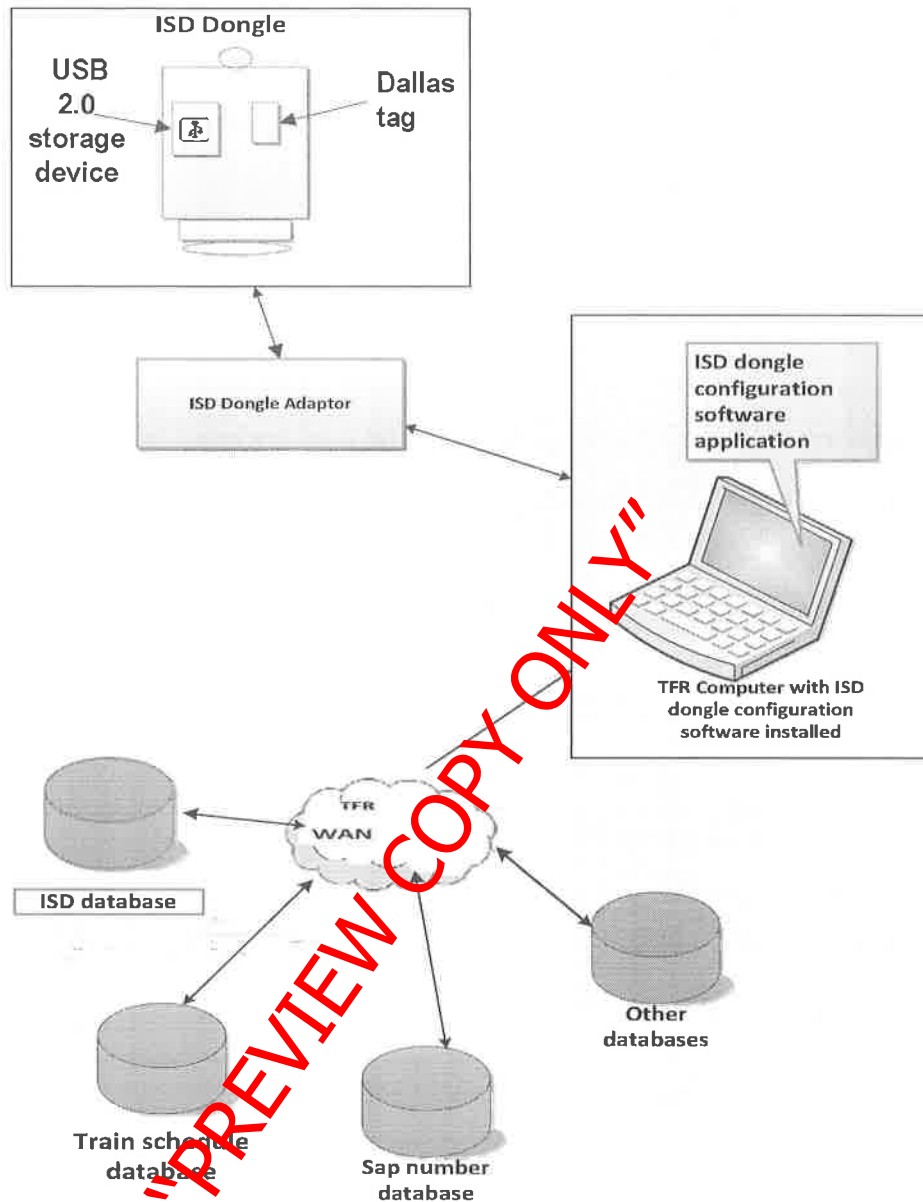 ISD Dongle
USB
2.0
storage
device
Dallas
tag
ISD Dongle Adaptor
ISD dongle
configuration
software
application
TFR Computer with ISD
dongle configuration
software installed
TFR
WAN
ISD database
Other
databases
Train schedule
database
Sap number
database
"PREVIEW COPY ONLY"